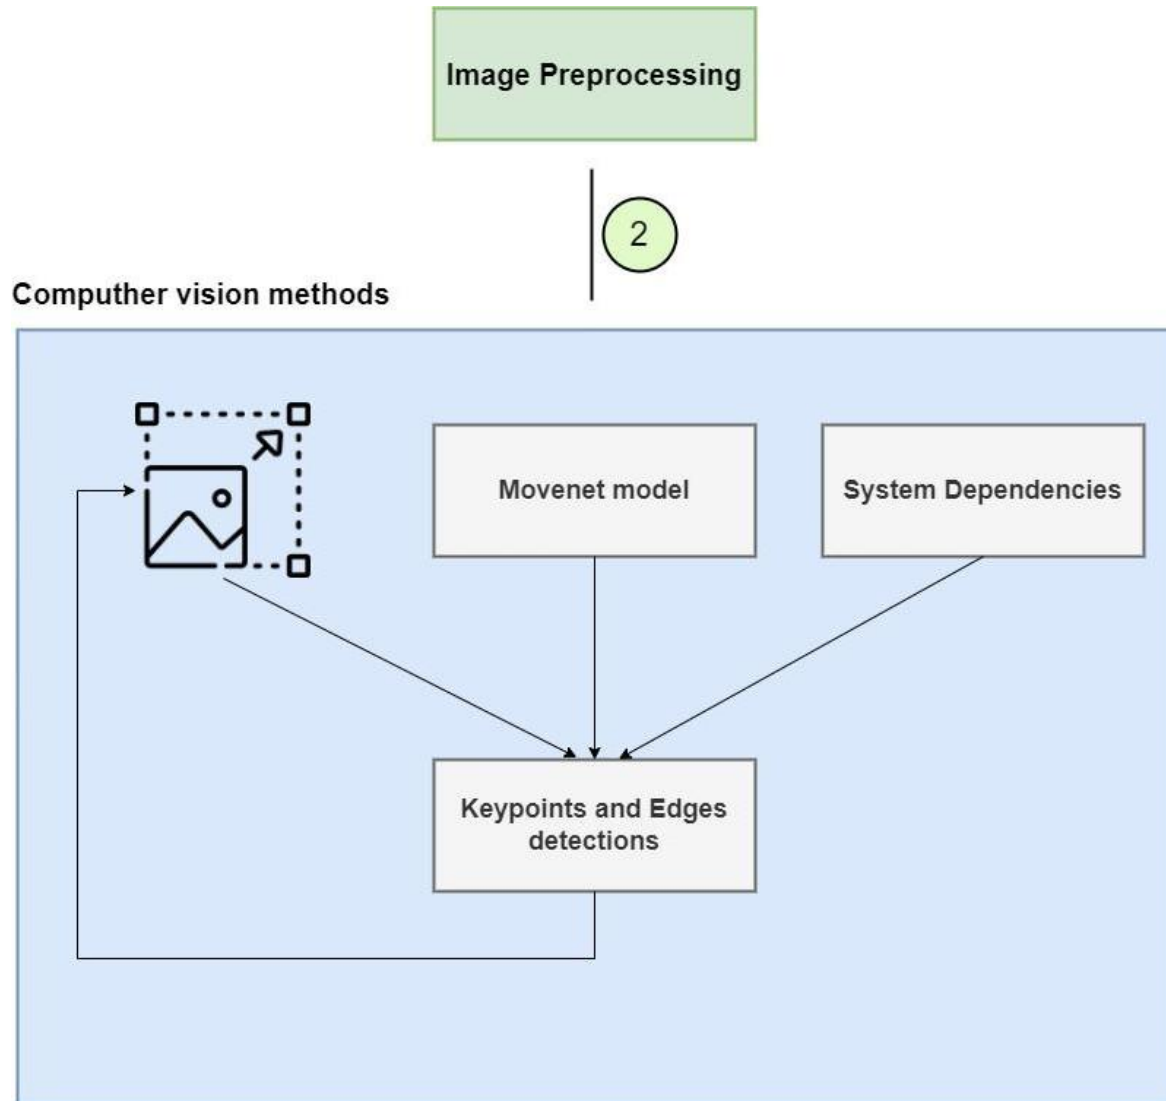 Image Preprocessing
2
Computher vision methods
Movenet model
System Dependencies
Keypoints and Edges
detections